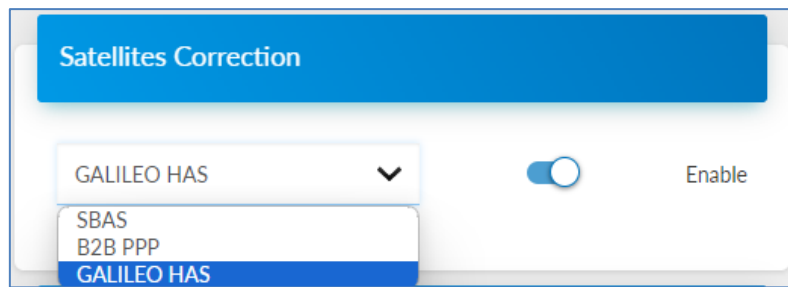 Satellites Correction
GALILEO HAS
Enable
SBAS
B2B PPP
GALILEO HAS